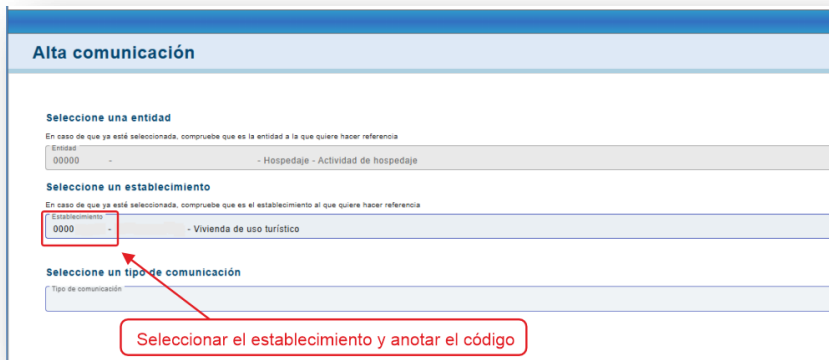 Alta comunicación
Seleccione una entidad
En caso de que ya esté seleccionada, compruebe que es la entidad a la que quiere hacer referencia
Entidad
00000 - - Hospedaje - Actividad de hospedaje
Seleccione un establecimiento
En caso de que ya esté seleccionada, compruebe que es el establecimiento al que quiere hacer referencia
Establecimiento
0000 - - Vivienda de uso turístico
Seleccione un tipo de comunicación
Tipo de comunicación
Seleccionar el establecimiento y anotar el código